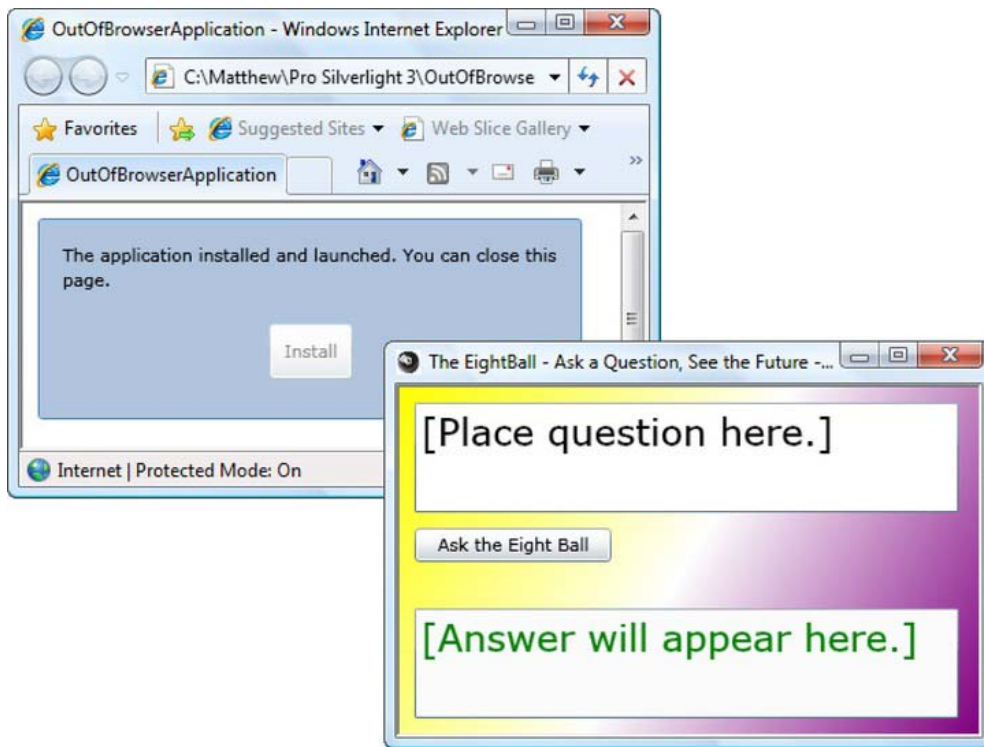 OutOfBrowserApplication - Windows Internet Explorer
C:\Matthew\Pro Silverlight 3\OutOfBrowse
Favorites Suggested Sites Web Slice Gallery
OutOfBrowserApplication
The application installed and launched. You can close this
page.
Install
Internet | Protected Mode: On
The EightBall - Ask a Question, See the Future -...
[Place question here.]
Ask the Eight Ball
[Answer will appear here.]